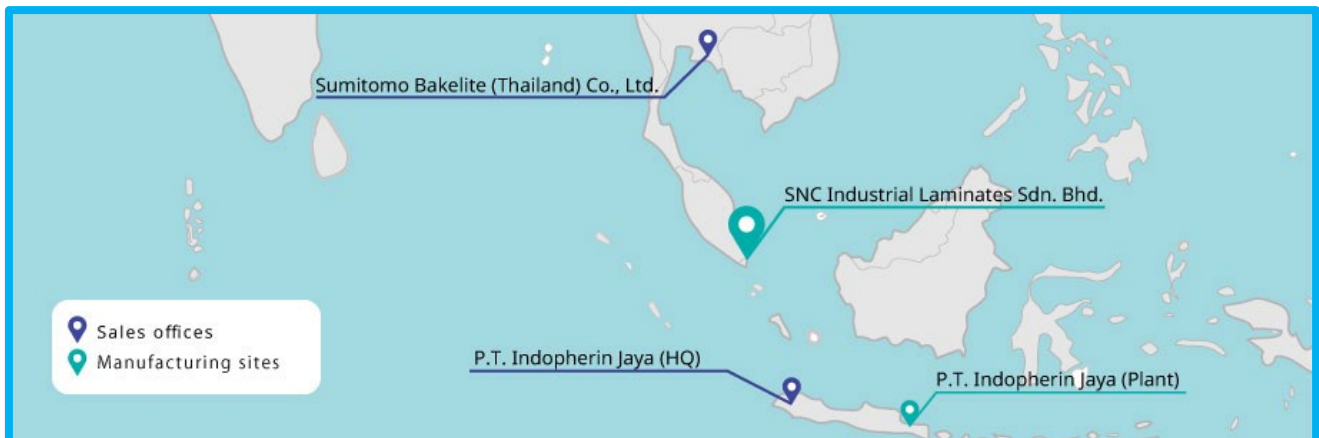 Sumitomo Bakelite (Thailand) Co., Ltd.
SNC Industrial Laminates Sdn. Bhd.
Sales offices
Manufacturing sites
P.T. Indopherin Jaya (HQ)
P.T. Indopherin Jaya (Plant)